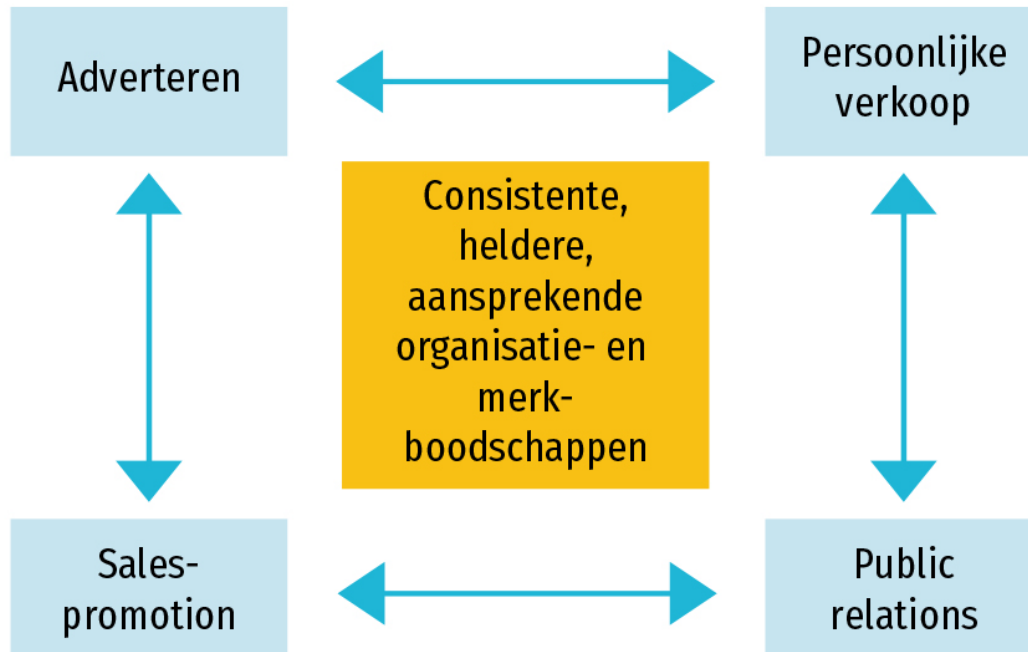 Adverteren
Persoonlijke
verkoop
Consistente,
heldere,
aansprekende
organisatie- en
merk-
boodschappen
Sales-
promotion
Public
relations